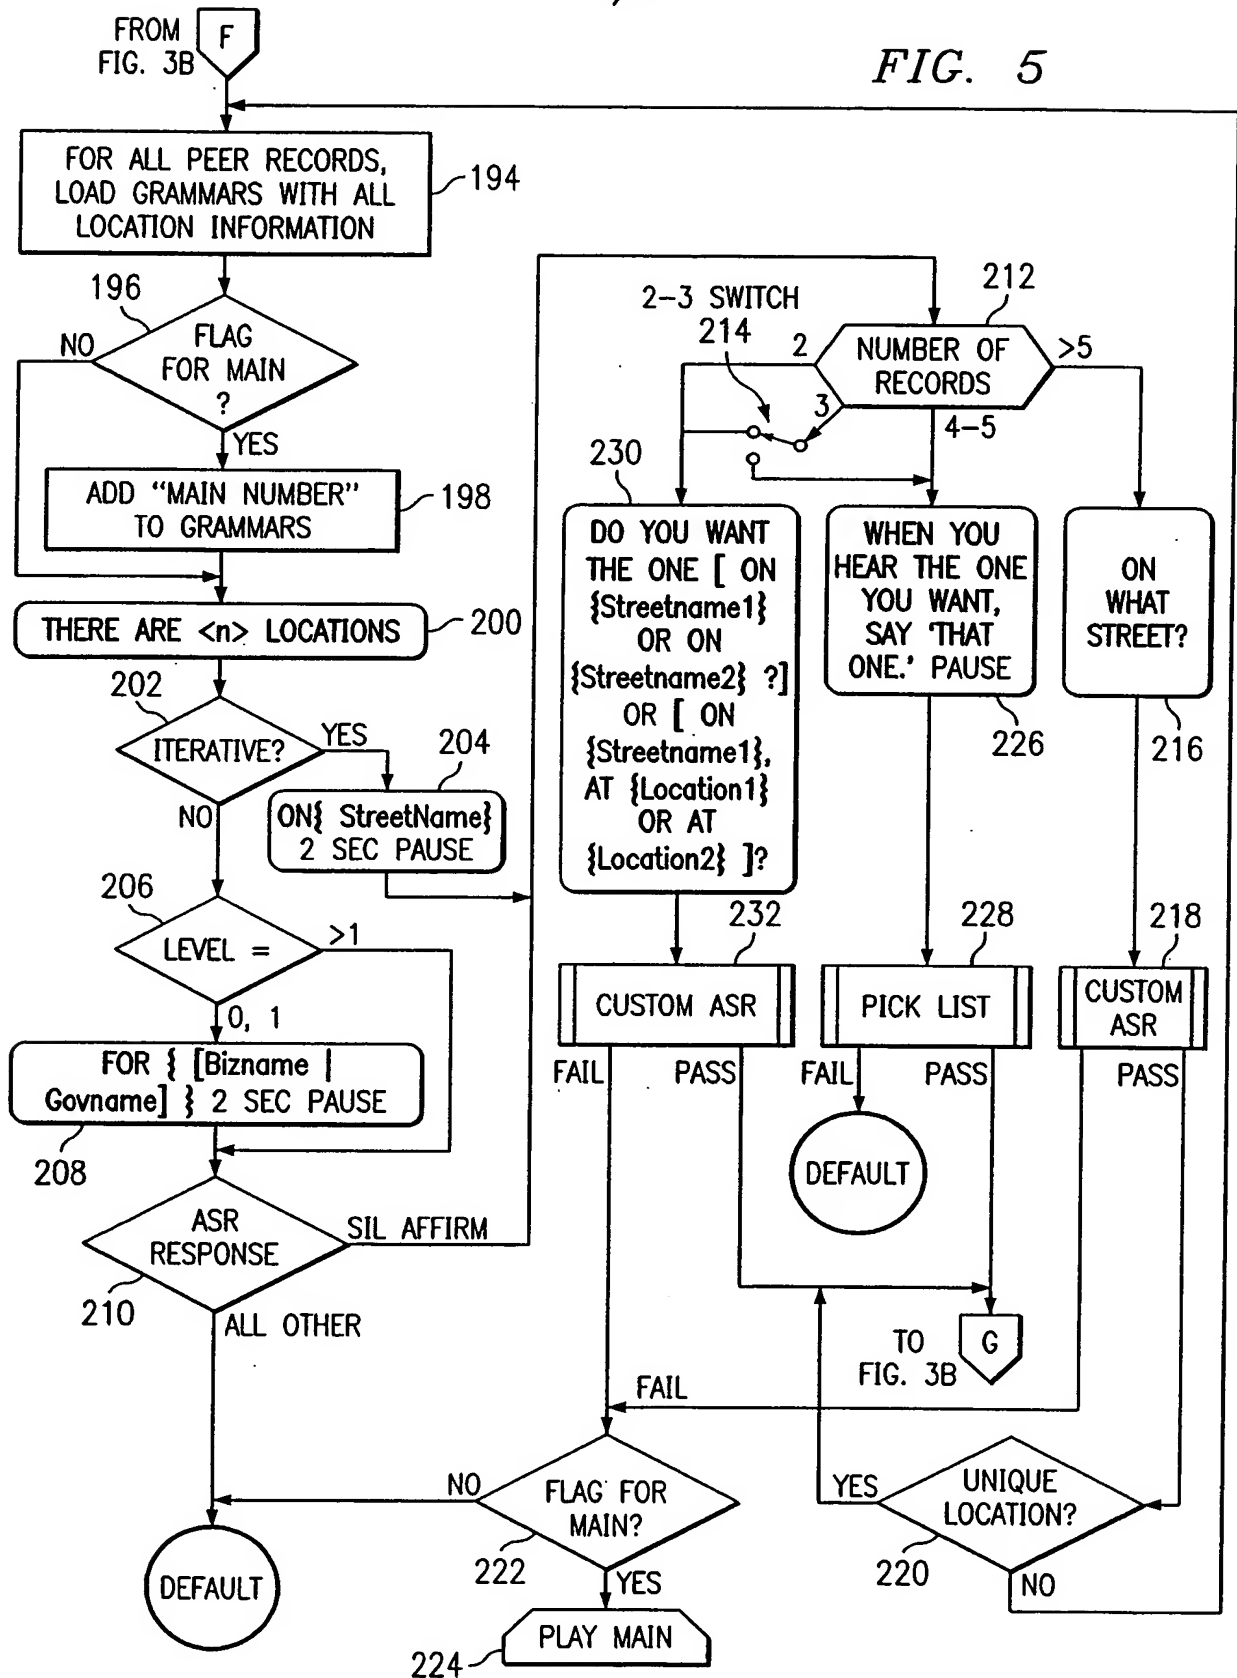 FROM
FIG. 3B
F
FIG. 5
FOR ALL PEER RECORDS,
LOAD GRAMMARS WITH ALL
LOCATION INFORMATION
194
196
FLAG
FOR MAIN
?
NO
YES
ADD “MAIN NUMBER”
TO GRAMMARS
198
THERE ARE <n> LOCATIONS
200
202
ITERATIVE?
YES
NO
204
ON{ StreetName}
2 SEC PAUSE
206
LEVEL =
>1
0, 1
FOR { [Bizname |
Govname] } 2 SEC PAUSE
208
ASR
RESPONSE
SIL AFFIRM
210
ALL OTHER
DEFAULT
2-3 SWITCH
214
212
NUMBER OF
RECORDS
2
3
4-5
>5
230
DO YOU WANT
THE ONE [ ON
{Streetname1}
OR ON
{Streetname2} ?]
OR [ ON
{Streetname1},
AT {Location1}
OR AT
{Location2} ]?
WHEN YOU
HEAR THE ONE
YOU WANT,
SAY ‘THAT
ONE.’ PAUSE
226
ON
WHAT
STREET?
216
232
CUSTOM ASR
FAIL
PASS
228
PICK LIST
FAIL
PASS
218
CUSTOM
ASR
PASS
DEFAULT
TO
FIG. 3B
G
FAIL
FLAG FOR
MAIN?
NO
222
YES
PLAY MAIN
224
UNIQUE
LOCATION?
YES
220
NO